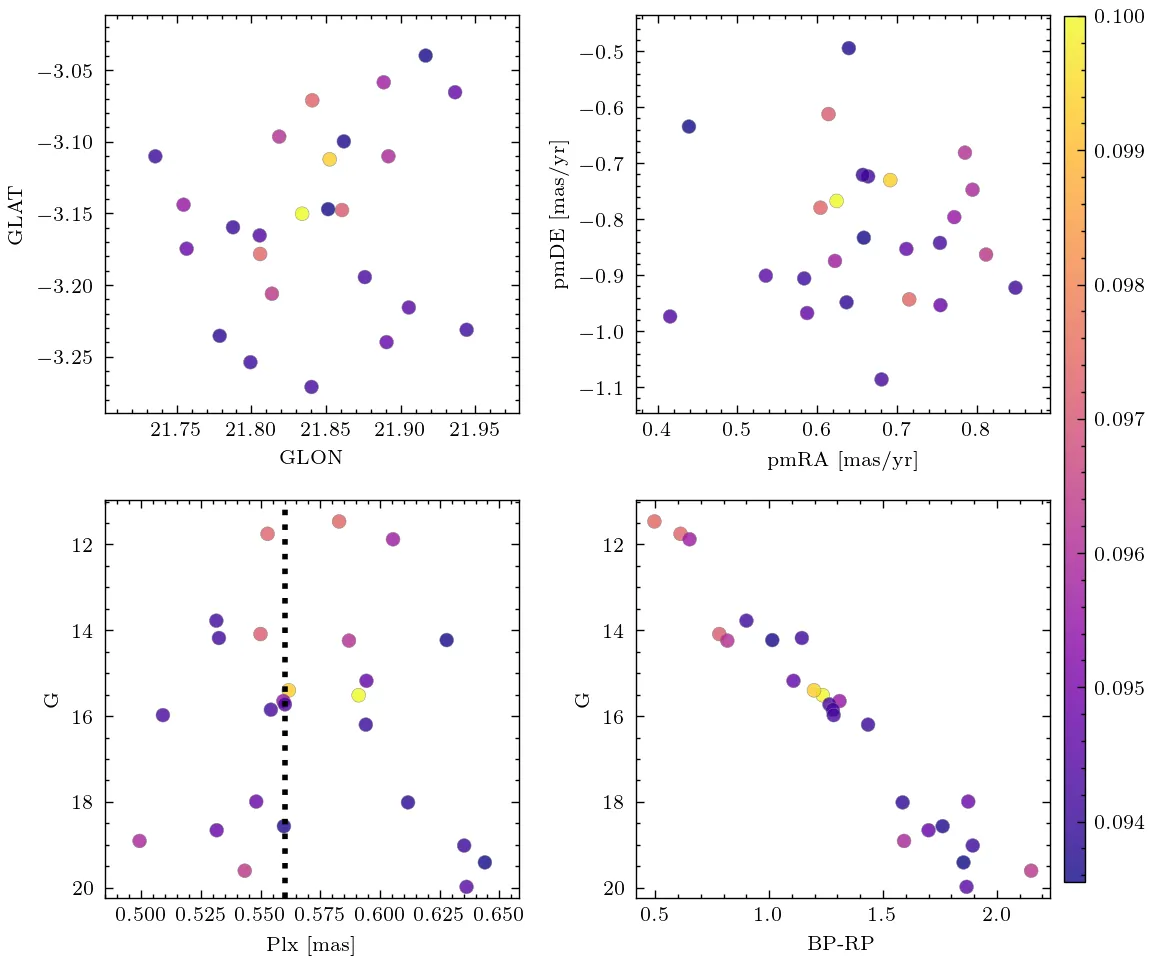 −3.05
−3.10
−3.15
−3.20
−3.25
GLAT
21.75 21.80 21.85 21.90 21.95
GLON
−0.5
−0.6
−0.7
−0.8
−0.9
−1.0
−1.1
pmDE [mas/yr]
0.4 0.5 0.6 0.7 0.8
pmRA [mas/yr]
0.100
0.099
0.098
0.097
0.096
0.095
0.094
12
14
16
18
20
G
0.500 0.525 0.550 0.575 0.600 0.625 0.650
Plx [mas]
12
14
16
18
20
G
0.5 1.0 1.5 2.0
BP-RP